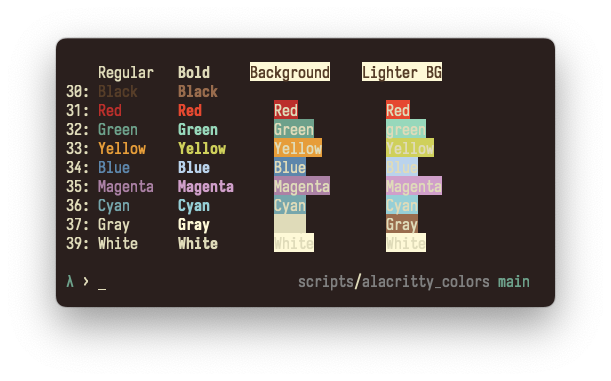 Regular Bold Background Lighter BG
30: Black Black
31: Red Red Red Red
32: Green Green Green green
33: Yellow Yellow Yellow Yellow
34: Blue Blue Blue Blue
35: Magenta Magenta Magenta Magenta
36: Cyan Cyan Cyan Cyan
37: Gray Gray Gray
39: White White White White
λ › _ scripts/alacritty_colors main